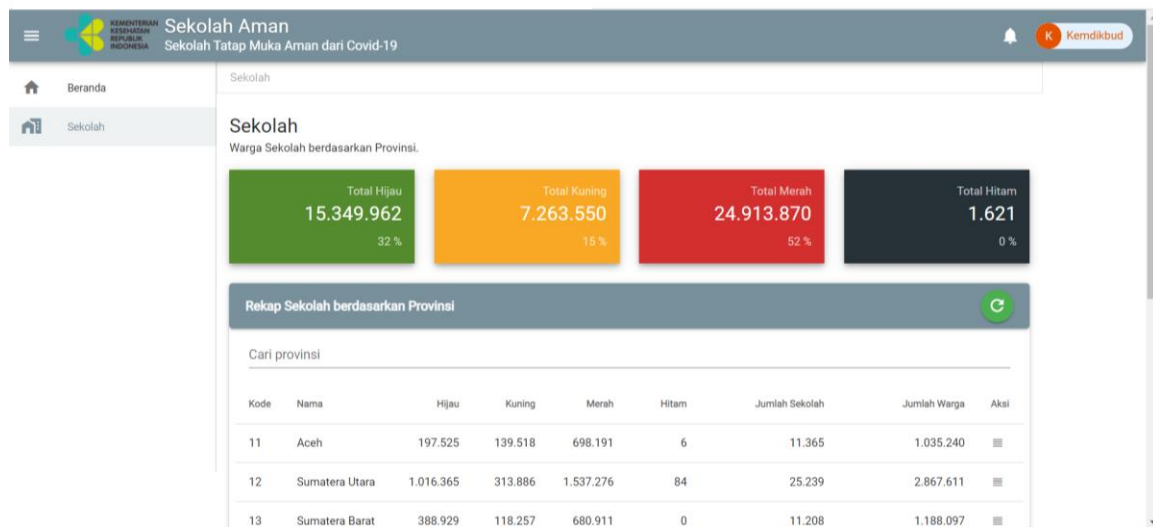 KEMENTERIAN
KESEHATAN
REPUBLIK
INDONESIA
Sekolah Aman
Sekolah Tatap Muka Aman dari Covid-19
K Kemdikbud
Beranda
Sekolah
Sekolah
Sekolah
Warga Sekolah berdasarkan Provinsi.
Total Hijau
15.349.962
32 %
Total Kuning
7.263.550
15 %
Total Merah
24.913.870
52 %
Total Hitam
1.621
0 %
Rekap Sekolah berdasarkan Provinsi
Cari provinsi
Kode Nama Hijau Kuning Merah Hitam Jumlah Sekolah Jumlah Warga Aksi
11 Aceh 197.525 139.518 698.191 6 11.365 1.035.240
12 Sumatera Utara 1.016.365 313.886 1.537.276 84 25.239 2.867.611
13 Sumatera Barat 388.929 118.257 680.911 0 11.208 1.188.097